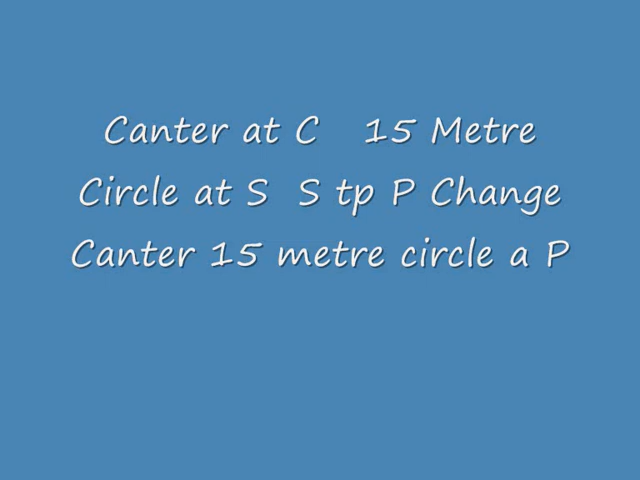 Canter at C   15 Metre
Circle at S  S tp P Change
Canter 15 metre circle a P